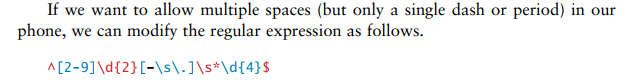 If we want to allow multiple spaces (but only a single dash or period) in our
phone, we can modify the regular expression as follows.
^[2-9]\d{2}[-\s\.]\s*\d{4}$